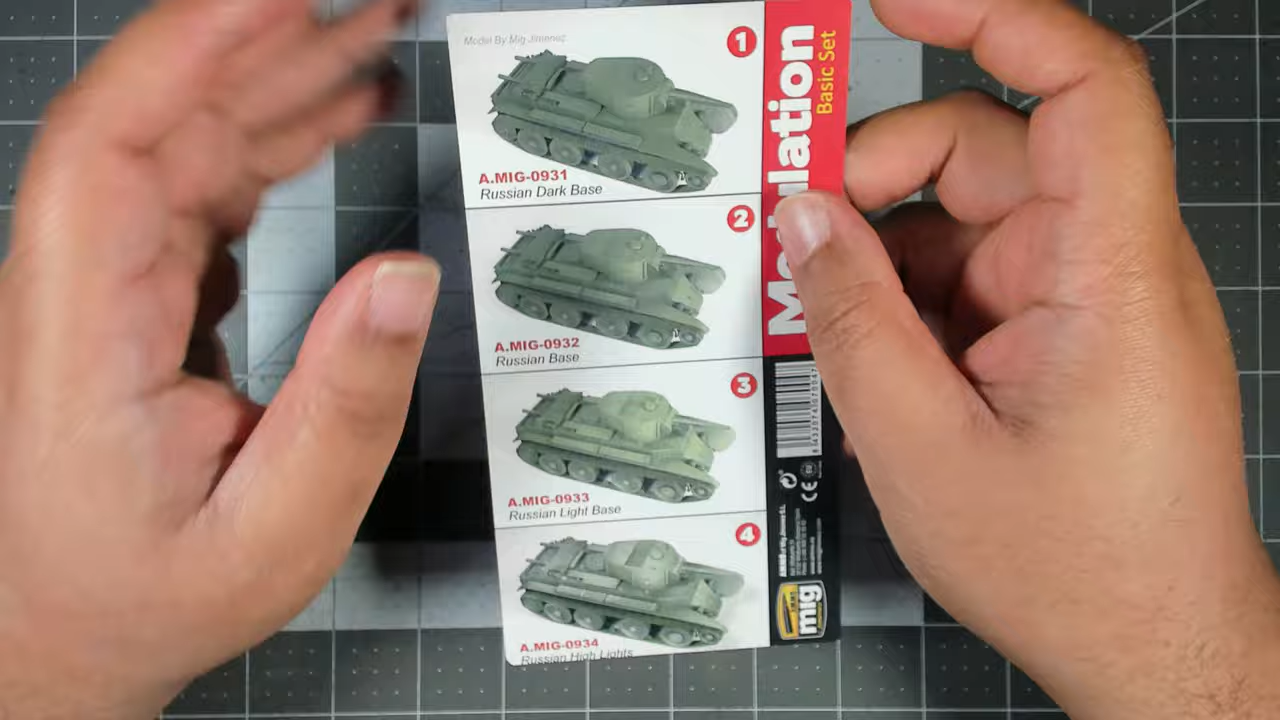 Model By Mig Jimenez
1
A.MIG-0931
Russian Dark Base
2
A.MIG-0932
Russian Base
3
A.MIG-0933
Russian Light Base
4
A.MIG-0934
Russian High Lights
Basic Set
CE
mig